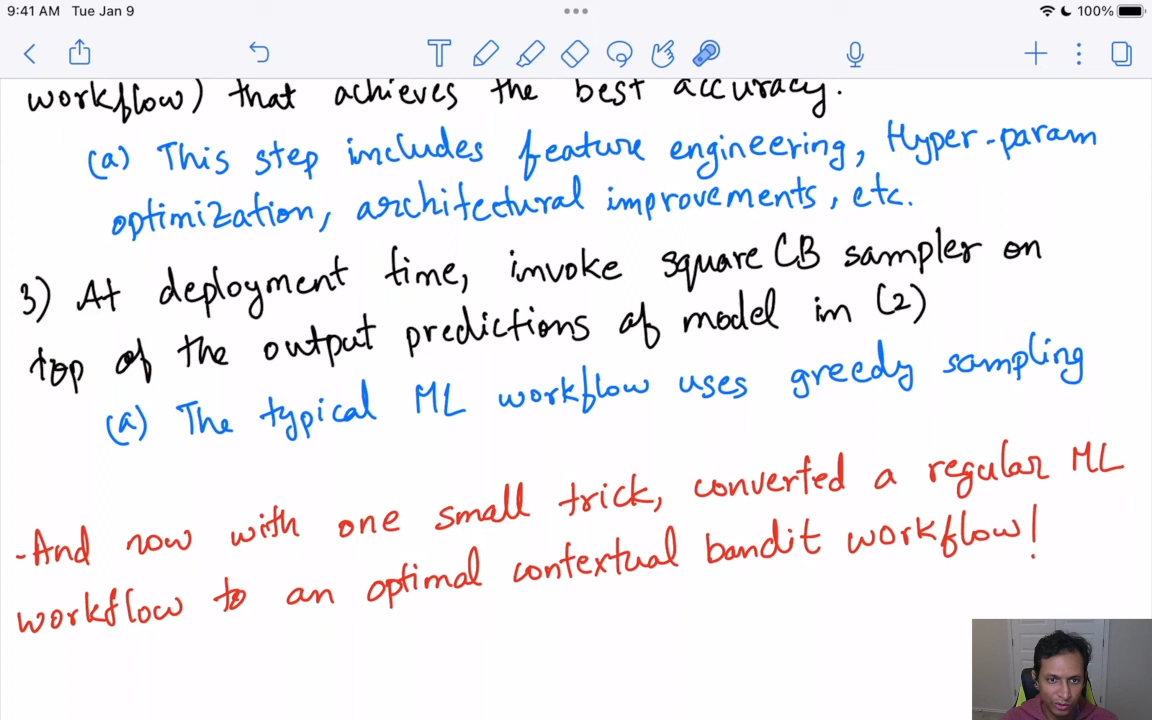 9:41 AM Tue Jan 9
100%
T
workflow) that achieves the best accuracy.
(a) This step includes feature engineering, Hyper-param
optimization, architectural improvements, etc.
3) At deployment time, invoke square CB sampler on
top of the output predictions of model in (2)
(a) The typical ML workflow uses greedy sampling
-And now with one small trick, converted a regular ML
workflow to an optimal contextual bandit workflow!